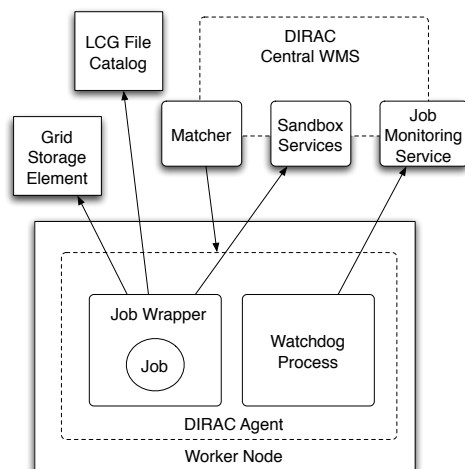 LCG File
Catalog
DIRAC
Central WMS
Matcher
Sandbox
Services
Job
Monitoring
Service
Grid
Storage
Element
Job Wrapper
Job
Watchdog
Process
DIRAC Agent
Worker Node